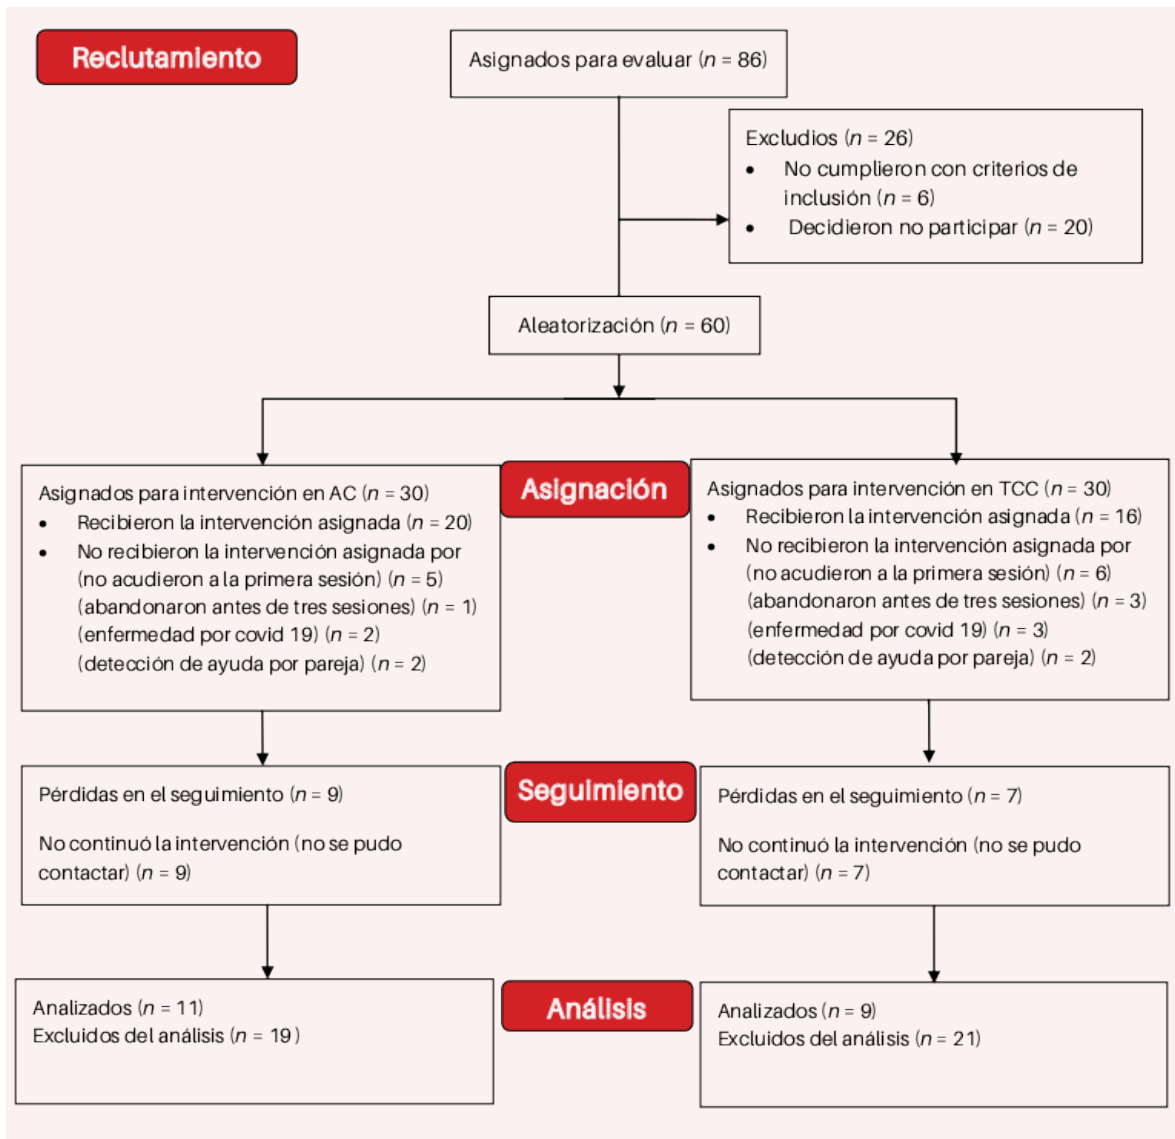 Reclutamiento
Asignados para evaluar (n = 86)
Excludios (n = 26)
• No cumplieron con criterios de
inclusión (n = 6)
• Decidieron no participar (n = 20)
Aleatorización (n = 60)
Asignación
Asignados para intervención en AC (n = 30)
• Recibieron la intervención asignada (n = 20)
• No recibieron la intervención asignada por
(no acudieron a la primera sesión) (n = 5)
(abandonaron antes de tres sesiones) (n = 1)
(enfermedad por covid 19) (n = 2)
(detección de ayuda por pareja) (n = 2)
Asignados para intervención en TCC (n = 30)
• Recibieron la intervención asignada (n = 16)
• No recibieron la intervención asignada por
(no acudieron a la primera sesión) (n = 6)
(abandonaron antes de tres sesiones) (n = 3)
(enfermedad por covid 19) (n = 3)
(detección de ayuda por pareja) (n = 2)
Seguimiento
Pérdidas en el seguimiento (n = 9)
No continuó la intervención (no se pudo
contactar) (n = 9)
Pérdidas en el seguimiento (n = 7)
No continuó la intervención (no se pudo
contactar) (n = 7)
Análisis
Analizados (n = 11)
Excluidos del análisis (n = 19 )
Analizados (n = 9)
Excluidos del análisis (n = 21)